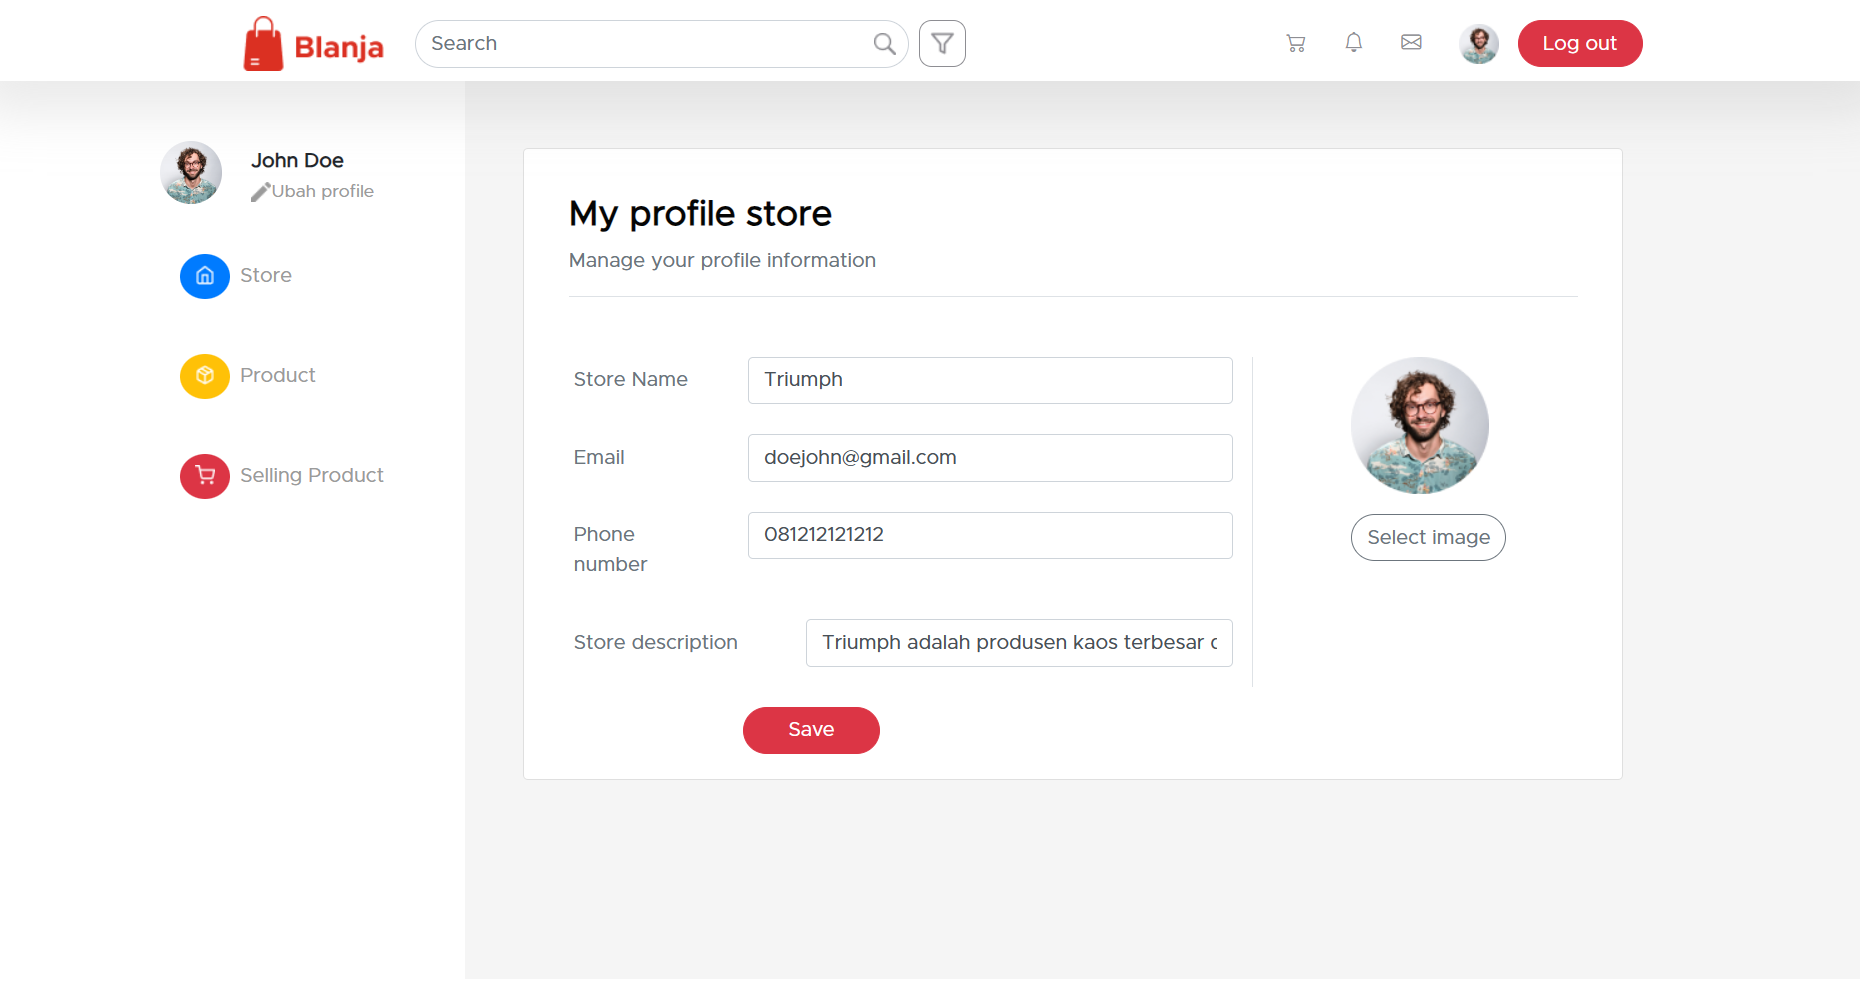 Blanja
Search
Log out
John Doe
Ubah profile
Store
Product
Selling Product
My profile store
Manage your profile information
Store Name
Triumph
Email
doejohn@gmail.com
Phone
number
081212121212
Store description
Triumph adalah produsen kaos terbesar
Select image
Save